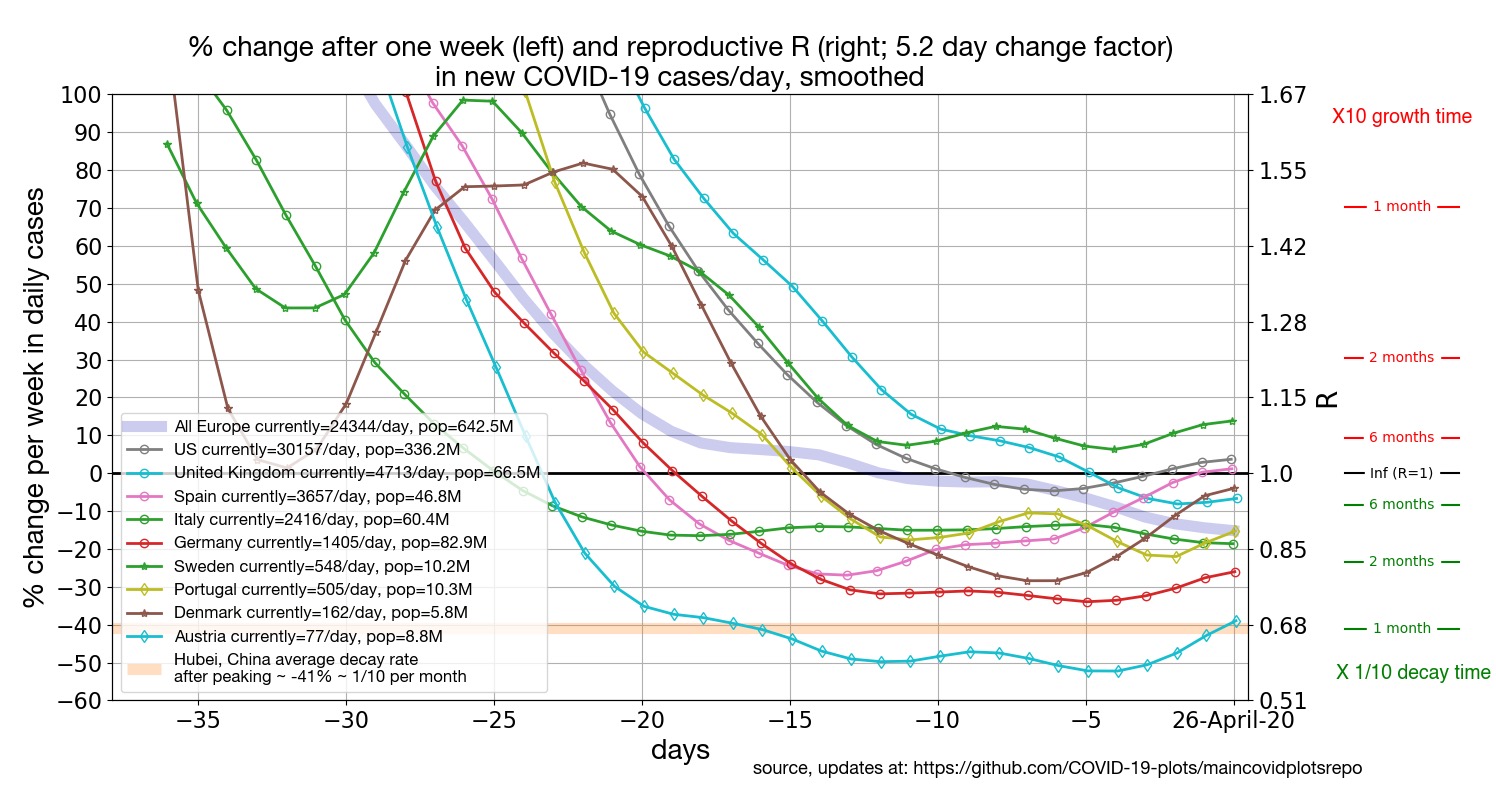 % change after one week (left) and reproductive R (right; 5.2 day change factor)
in new COVID-19 cases/day, smoothed
% change per week in daily cases
100
90
80
70
60
50
40
30
20
10
0
−10
−20
−30
−40
−50
−60
All Europe currently=24344/day, pop=642.5M
US currently=30157/day, pop=336.2M
United Kingdom currently=4713/day, pop=66.5M
Spain currently=3657/day, pop=46.8M
Italy currently=2416/day, pop=60.4M
Germany currently=1405/day, pop=82.9M
Sweden currently=548/day, pop=10.2M
Portugal currently=505/day, pop=10.3M
Denmark currently=162/day, pop=5.8M
Austria currently=77/day, pop=8.8M
Hubei, China average decay rate
after peaking ~ -41% ~ 1/10 per month
−35 −30 −25 −20 −15 −10 −5 26-April-20
days
1.67
1.55
1.42
1.28
1.15
1.0
0.85
0.68
0.51
R
X10 growth time
1 month
2 months
6 months
Inf (R=1)
6 months
2 months
1 month
X 1/10 decay time
source, updates at: https://github.com/COVID-19-plots/maincovidplotsrepo